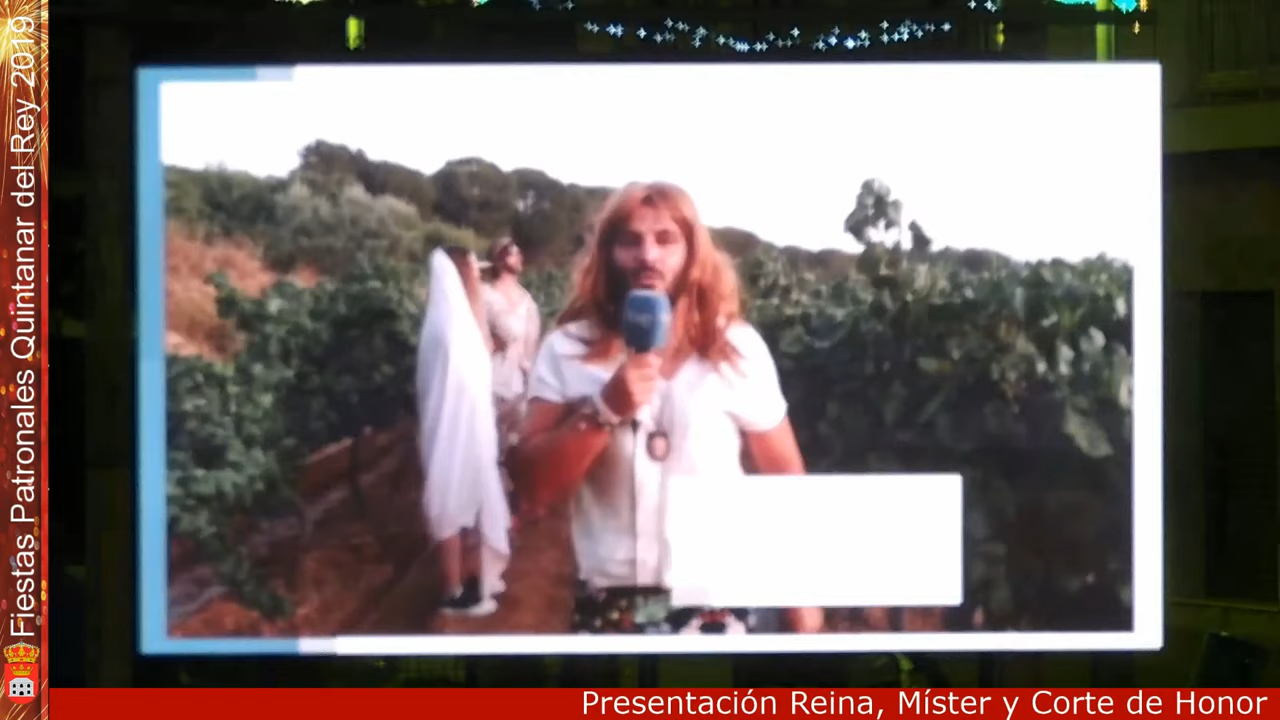 Fiestas Patronales Quintanar del Rey 2019
Presentación Reina, Míster y Corte de Honor